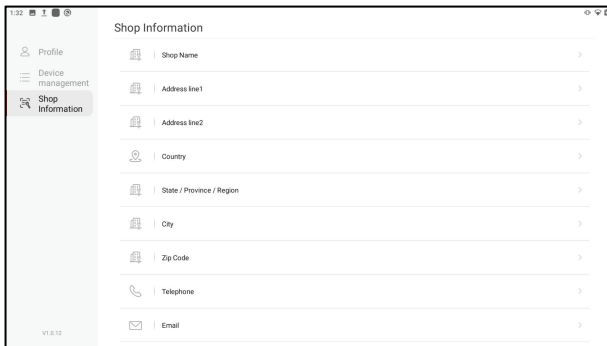 1:32
Shop Information
Profile
Device
management
Shop
Information
Shop Name
Address line1
Address line2
Country
State / Province / Region
City
Zip Code
Telephone
Email
V1.0.12